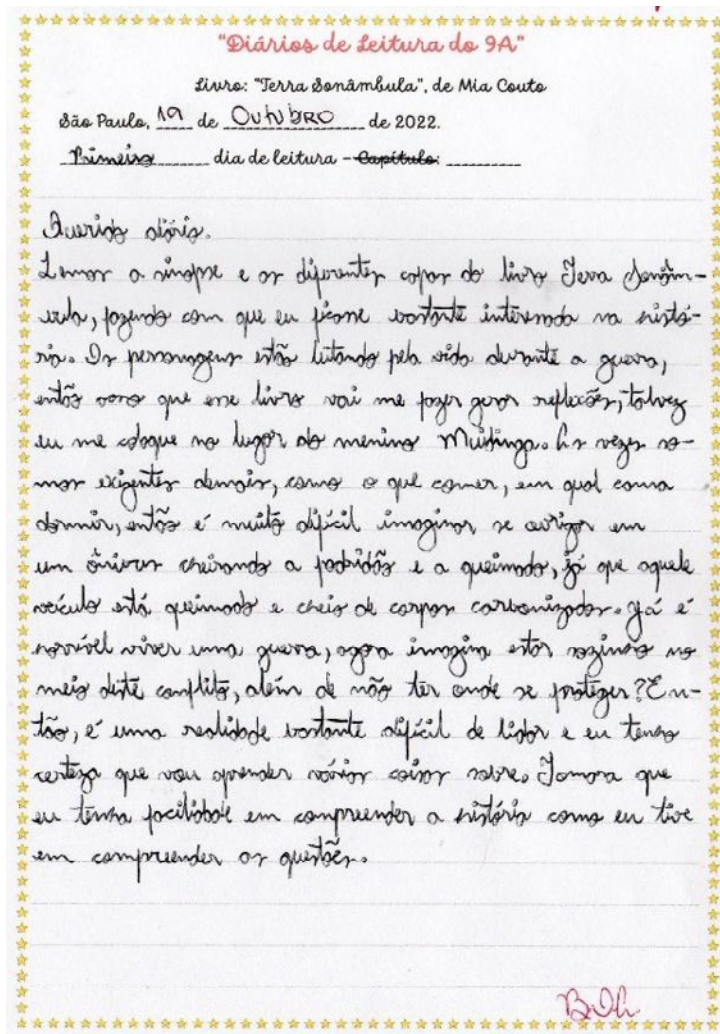 "Diários de Leitura do 9A"
Livro: "Terra Sonâmbula", de Mia Couto
São Paulo, 19 de OUTUBRO de 2022.
Primeiro dia de leitura - Capítulo:
Querido diário.
Lemos a sinopse e as diferentes capas do livro Terra Sonâm-
bula, fazendo com que eu ficasse bastante interessada na histó-
ria. Os personagens estão lutando pela vida durante a guerra,
então acho que esse livro vai me fazer gerar reflexões, talvez
eu me coloque no lugar do menino Muidinga. Às vezes so-
mos exigentes demais, como o que comer, em qual cama
dormir, então é muito difícil imaginar se abrigar em
um ônibus cheirando a podridão e a queimado, já que aquele
veículo está queimado e cheio de corpos carbonizados. Já é
horrível viver uma guerra, agora imagina estar sozinho no
meio deste conflito, além de não ter onde se proteger? En-
tão, é uma realidade bastante difícil de lidar e eu tenho
certeza que vou aprender várias coisas sobre. Tomara que
eu tenha facilidade em compreender a história como eu tive
em compreender as questões.